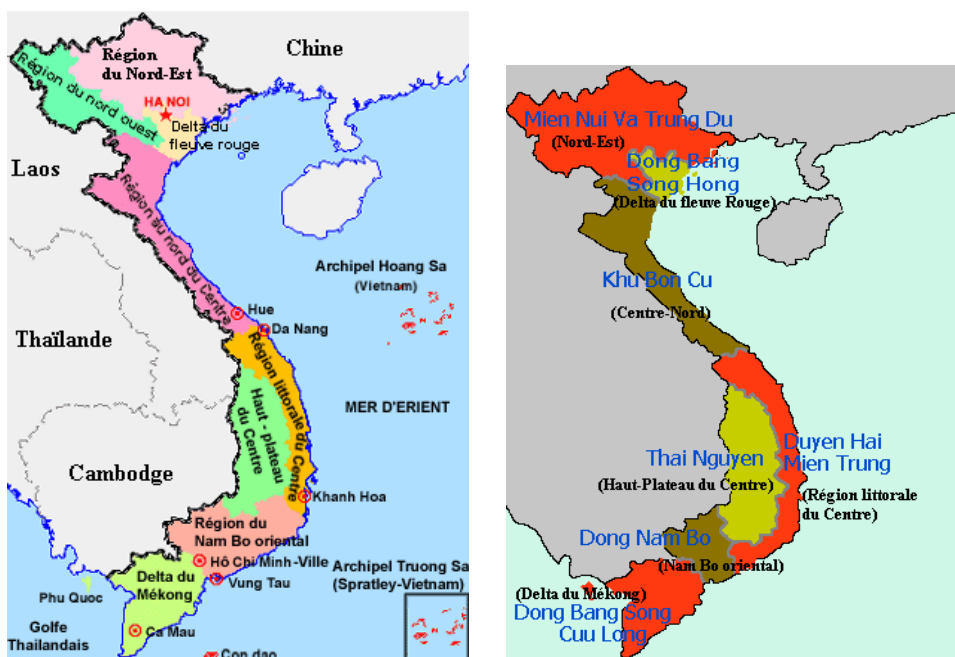 Chine
Région
du Nord-Est
Région du nord ouest
HA NOI
Delta du
fleuve rouge
Laos
Région au nord du Centre
Archipel Hoang Sa
(Vietnam)
Hue
Da Nang
Thaïlande
Région littorale du Centre
Haut - plateau
du Centre
MER D'ERIENT
Cambodge
Khanh Hoa
Région du
Nam Bo oriental
Hô Chi Minh-Ville
Archipel Truong Sa
(Spratley-Vietnam)
Delta du
Mékong
Vung Tau
Phu Quoc
Golfe
Thailandais
Ca Mau
Con dao
Mien Nui Va Trung Du
(Nord-Est)
Dong Bang
Song Hong
(Delta du fleuve Rouge)
Khu Bon Cu
(Centre-Nord)
Duyen Hai
Mien Trung
(Région littorale
du Centre)
Thai Nguyen
(Haut-Plateau du Centre)
Dong Nam Bo
(Nam Bo oriental)
(Delta du Mékong)
Dong Bang Song
Cuu Long